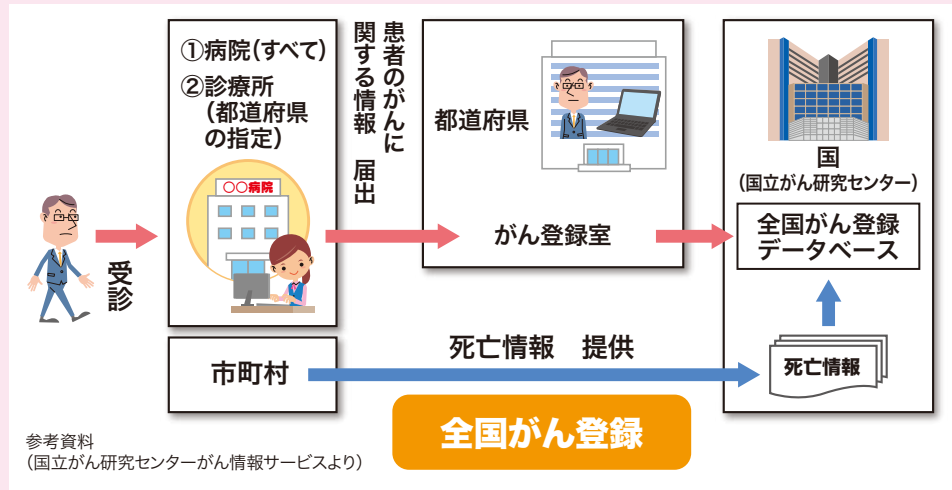 ①病院（すべて）
②診療所
（都道府県
の指定）
〇〇病院
受診
患者のがんに
関する情報　届出
都道府県
がん登録室
国
（国立がん研究センター）
全国がん登録
データベース
市町村
死亡情報　提供
死亡情報
全国がん登録
参考資料
（国立がん研究センターがん情報サービスより）